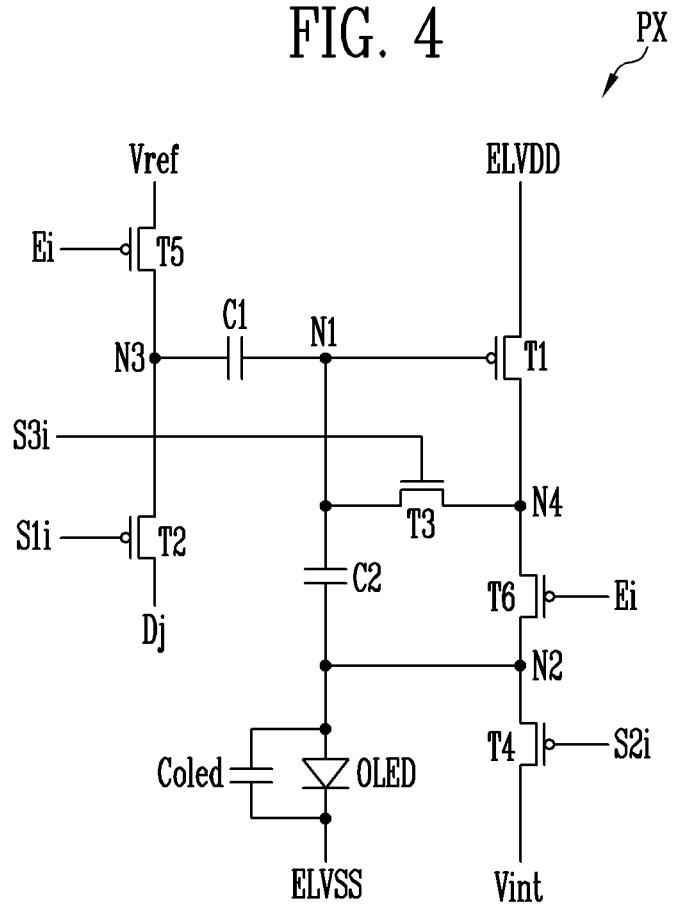 FIG. 4
PX
Vref
ELVDD
Ei
T5
C1
N1
N3
T1
S3i
N4
T3
S1i
T2
C2
T6
Ei
Dj
N2
T4
S2i
Coled
OLED
ELVSS
Vint